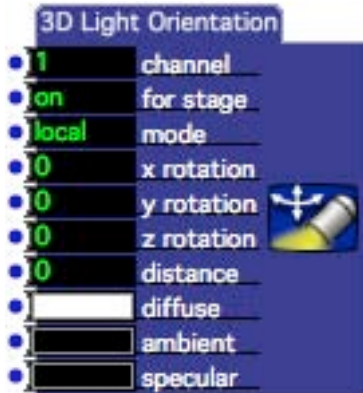 3D Light Orientation
1 channel
on for stage
local mode
0 x rotation
0 y rotation
0 z rotation
0 distance
diffuse
ambient
specular